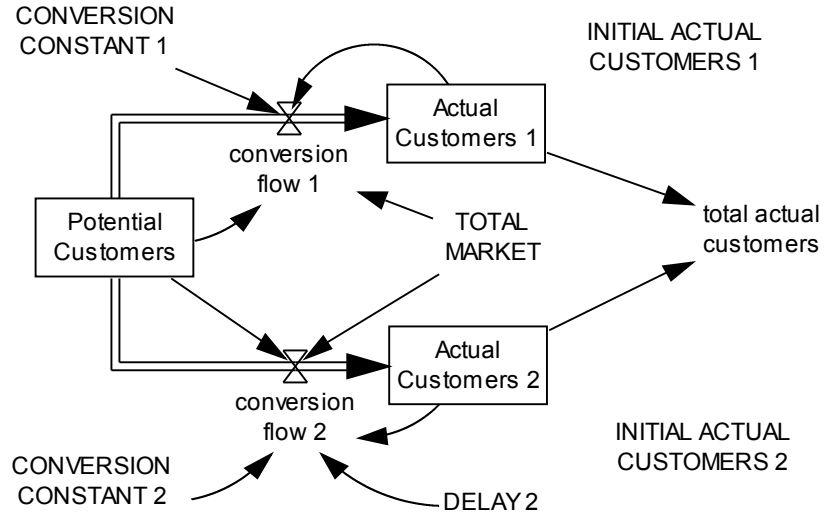 CONVERSION
CONSTANT 1
INITIAL ACTUAL
CUSTOMERS 1
Actual
Customers 1
conversion
flow 1
Potential
Customers
TOTAL
MARKET
total actual
customers
Actual
Customers 2
conversion
flow 2
INITIAL ACTUAL
CUSTOMERS 2
CONVERSION
CONSTANT 2
DELAY 2